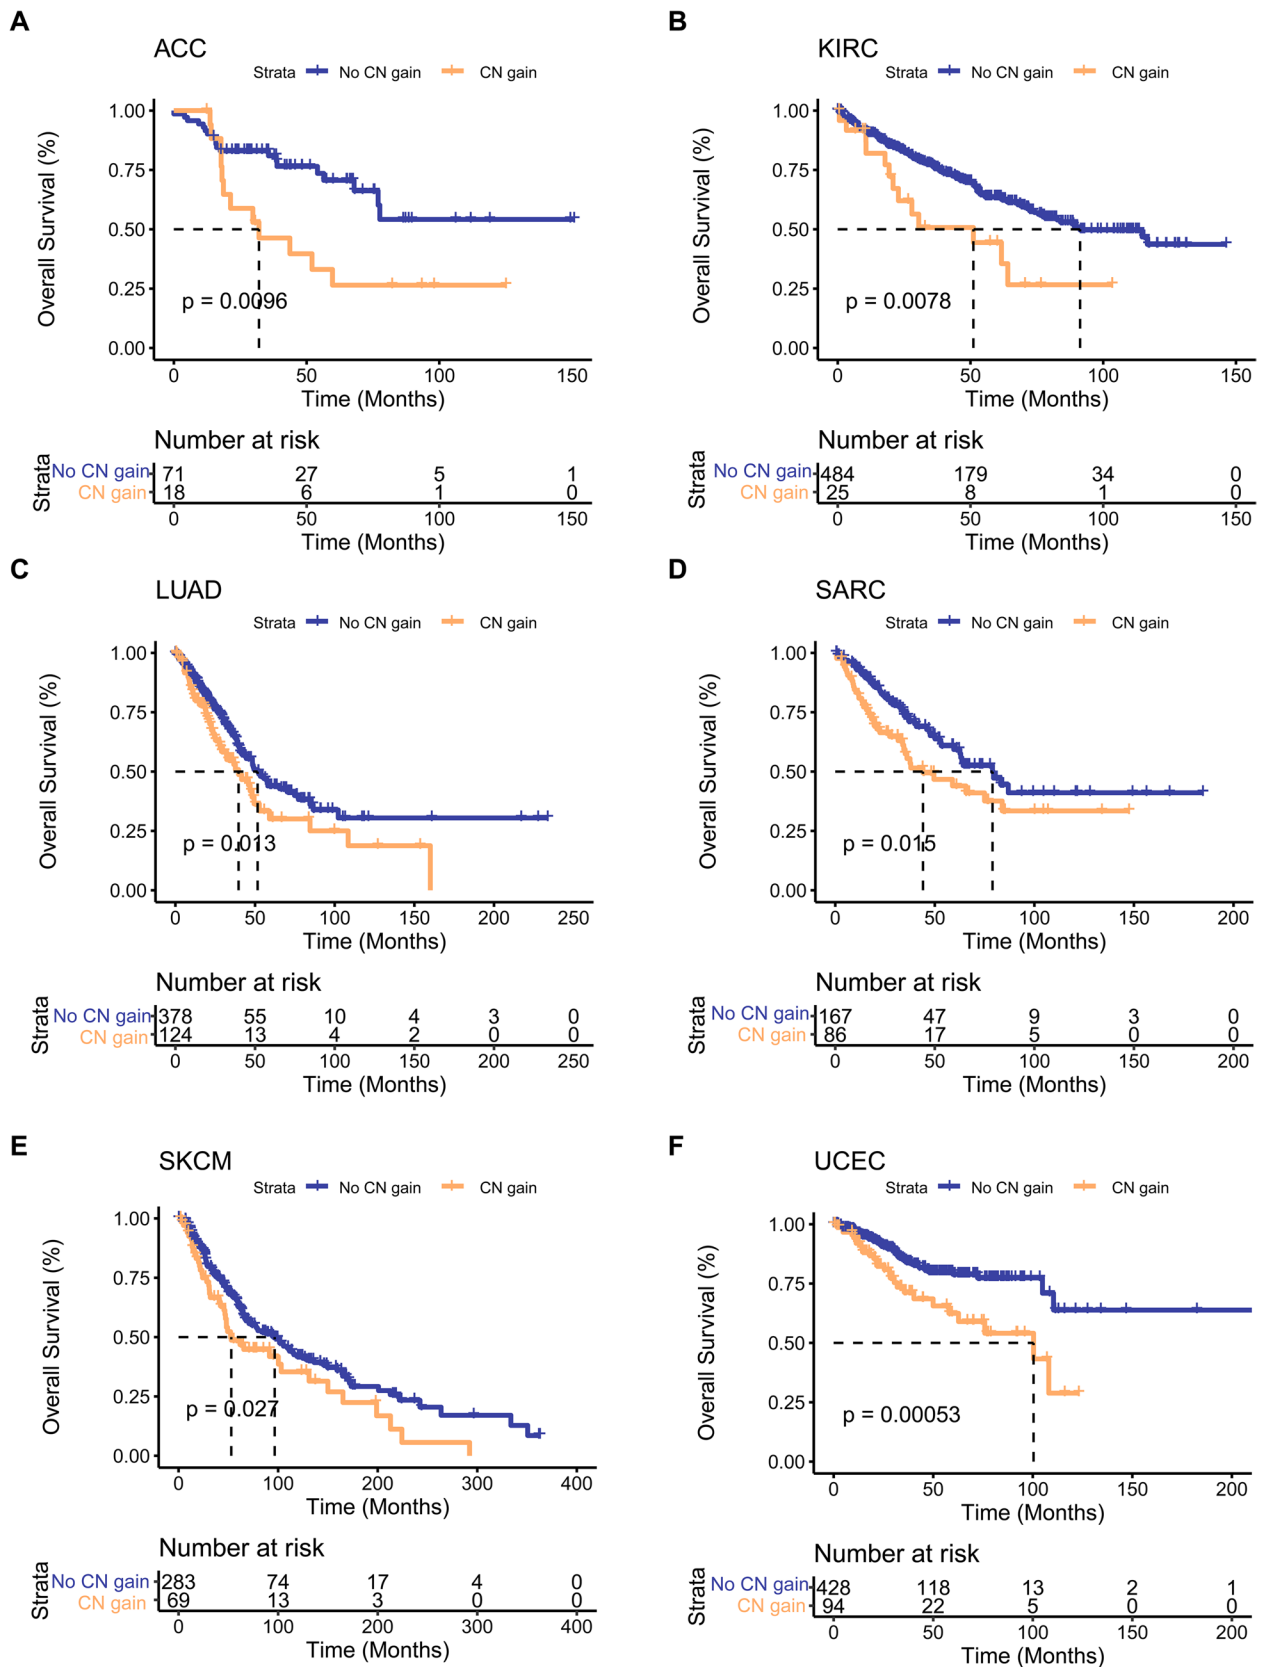 A
ACC
Strata No CN gain CN gain
Overall Survival (%)
1.00
0.75
0.50
0.25
0.00
p = 0.0096
0 50 100 150
Time (Months)
Number at risk
Strata
No CN gain 71 27 5 1
CN gain 18 6 1 0
0 50 100 150
Time (Months)
B
KIRC
Strata No CN gain CN gain
Overall Survival (%)
1.00
0.75
0.50
0.25
0.00
p = 0.0078
0 50 100 150
Time (Months)
Number at risk
Strata
No CN gain 484 179 34 0
CN gain 25 8 1 0
0 50 100 150
Time (Months)
C
LUAD
Strata No CN gain CN gain
Overall Survival (%)
1.00
0.75
0.50
0.25
0.00
p = 0.013
0 50 100 150 200 250
Time (Months)
Number at risk
Strata
No CN gain 378 55 10 4 3 0
CN gain 124 13 4 2 0 0
0 50 100 150 200 250
Time (Months)
D
SARC
Strata No CN gain CN gain
Overall Survival (%)
1.00
0.75
0.50
0.25
0.00
p = 0.015
0 50 100 150 200
Time (Months)
Number at risk
Strata
No CN gain 167 47 9 3 0
CN gain 86 17 5 0 0
0 50 100 150 200
Time (Months)
E
SKCM
Strata No CN gain CN gain
Overall Survival (%)
1.00
0.75
0.50
0.25
0.00
p = 0.027
0 100 200 300 400
Time (Months)
Number at risk
Strata
No CN gain 283 74 17 4 0
CN gain 69 13 3 0 0
0 100 200 300 400
Time (Months)
F
UCEC
Strata No CN gain CN gain
Overall Survival (%)
1.00
0.75
0.50
0.25
0.00
p = 0.00053
0 50 100 150 200
Time (Months)
Number at risk
Strata
No CN gain 428 118 13 2 1
CN gain 94 22 5 0 0
0 50 100 150 200
Time (Months)